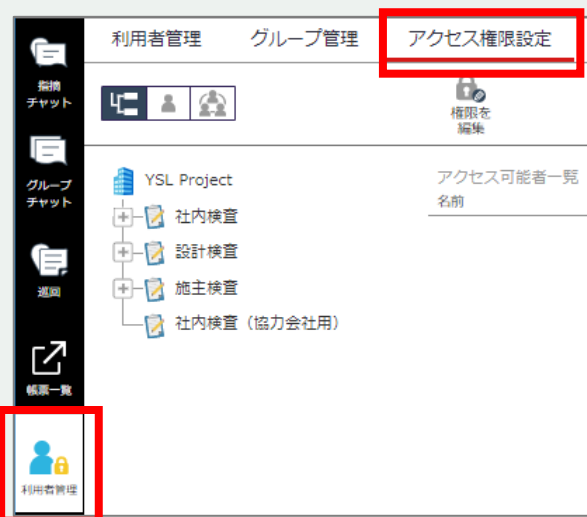 利用者管理
グループ管理
アクセス権限設定
指摘
チャット
グループ
チャット
巡回
帳票一覧
利用者管理
権限を
編集
YSL Project
社内検査
設計検査
施主検査
社内検査（協力会社用）
アクセス可能者一覧
名前